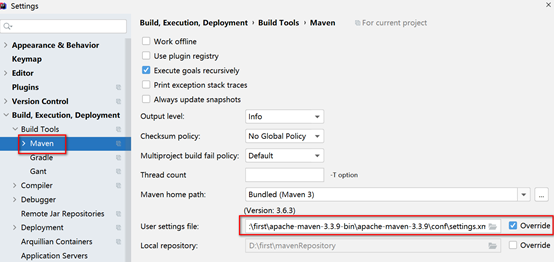 Settings
Appearance & Behavior
Keymap
Editor
Plugins
Version Control
Build, Execution, Deployment
Build Tools
Maven
Gradle
Gant
Compiler
Debugger
Remote Jar Repositories
Deployment
Arquillian Containers
Application Servers
Build, Execution, Deployment › Build Tools › Maven For current project
Work offline
Use plugin registry
Execute goals recursively
Print exception stack traces
Always update snapshots
Output level: Info
Checksum policy: No Global Policy
Multiproject build fail policy: Default
Thread count -T option
Maven home path: Bundled (Maven 3) ...
(Version: 3.6.3)
User settings file: :\first\apache-maven-3.3.9-bin\apache-maven-3.3.9\conf\settings.xm Override
Local repository: D:\first\mavenRepository Override